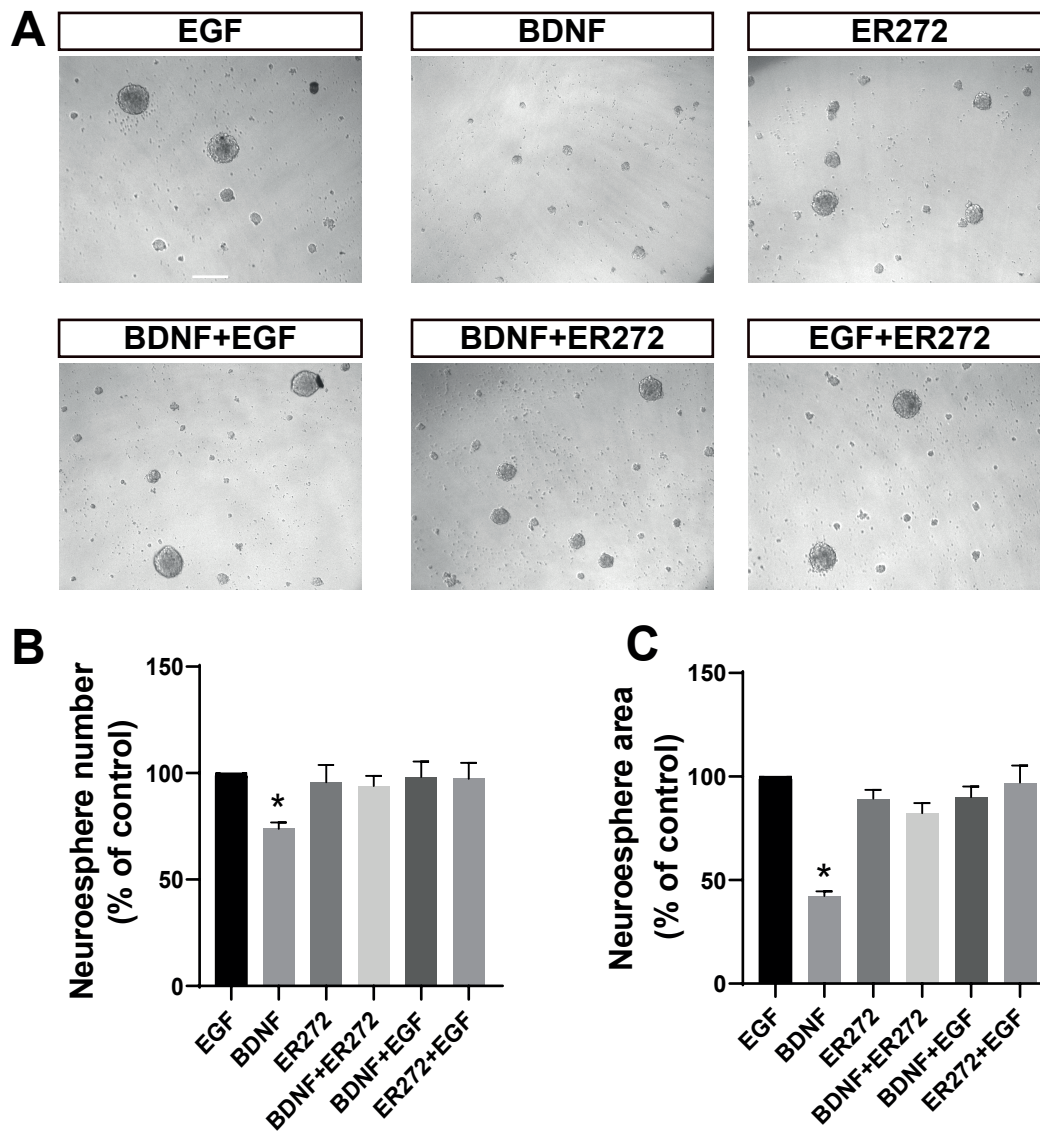 A
EGF
BDNF
ER272
BDNF+EGF
BDNF+ER272
EGF+ER272
B
Neuroesphere number
(% of control)
150
100
50
0
*
EGF
BDNF
ER272
BDNF+ER272
BDNF+EGF
ER272+EGF
C
Neuroesphere area
(% of control)
150
100
50
0
*
EGF
BDNF
ER272
BDNF+ER272
BDNF+EGF
ER272+EGF